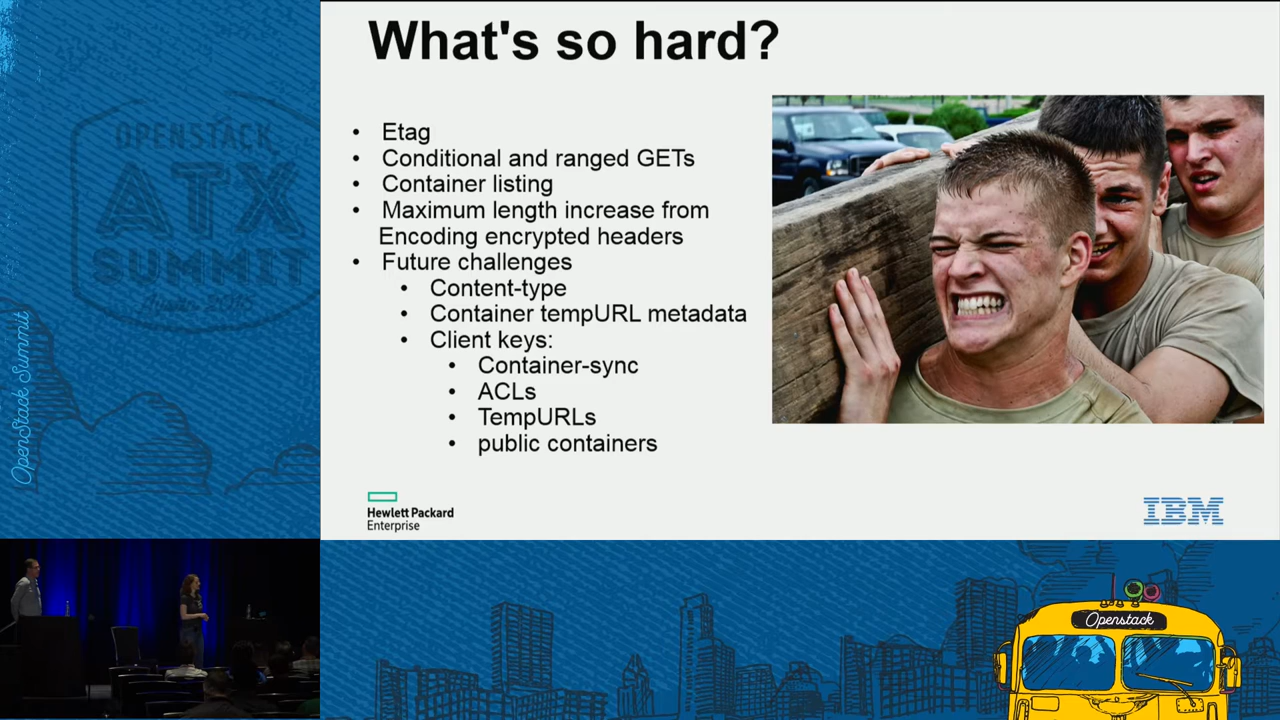 What's so hard?
• Etag
• Conditional and ranged GETs
• Container listing
• Maximum length increase from
Encoding encrypted headers
• Future challenges
• Content-type
• Container tempURL metadata
• Client keys:
• Container-sync
• ACLs
• TempURLs
• public containers
Hewlett Packard
Enterprise
IBM
OPENSTACK
ATX
SUMMIT
OpenStack Summit
Openstack